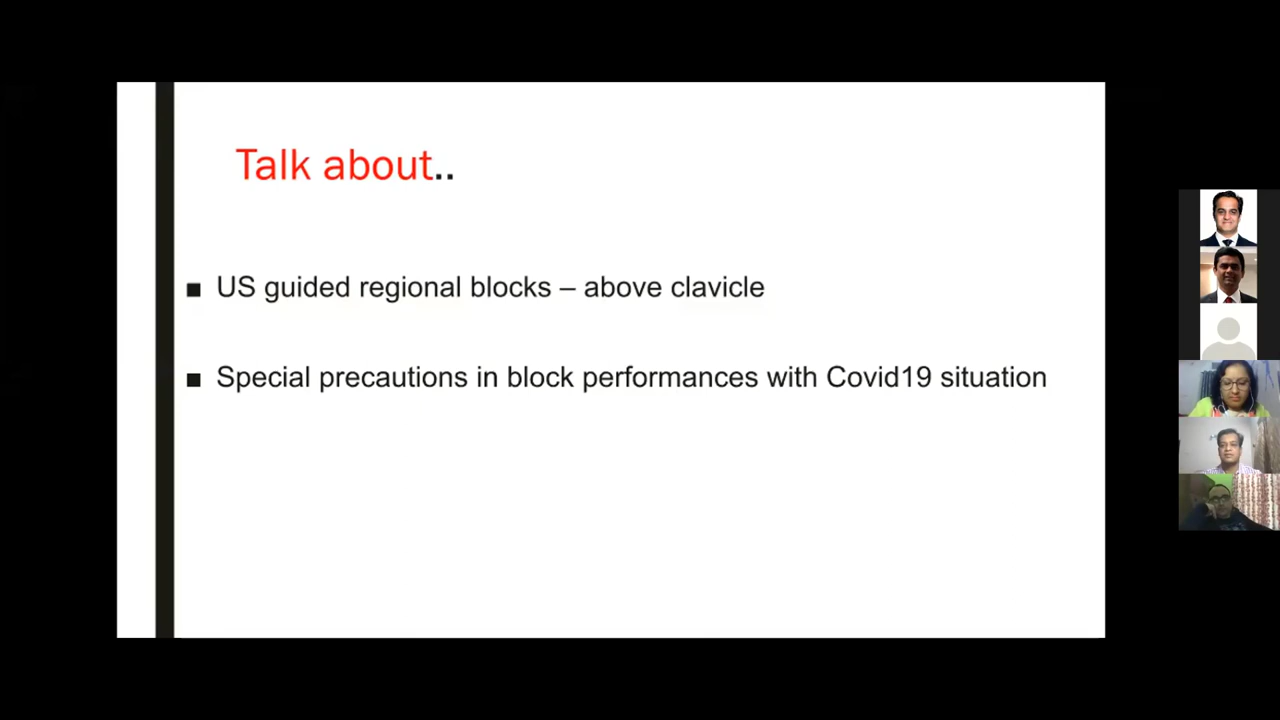 Talk about..
■ US guided regional blocks – above clavicle
■ Special precautions in block performances with Covid19 situation